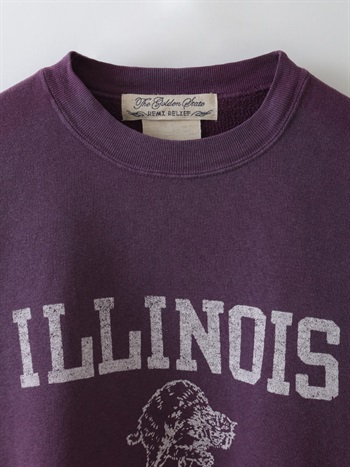 The Golden State
REMI RELIEF
ILLINOIS